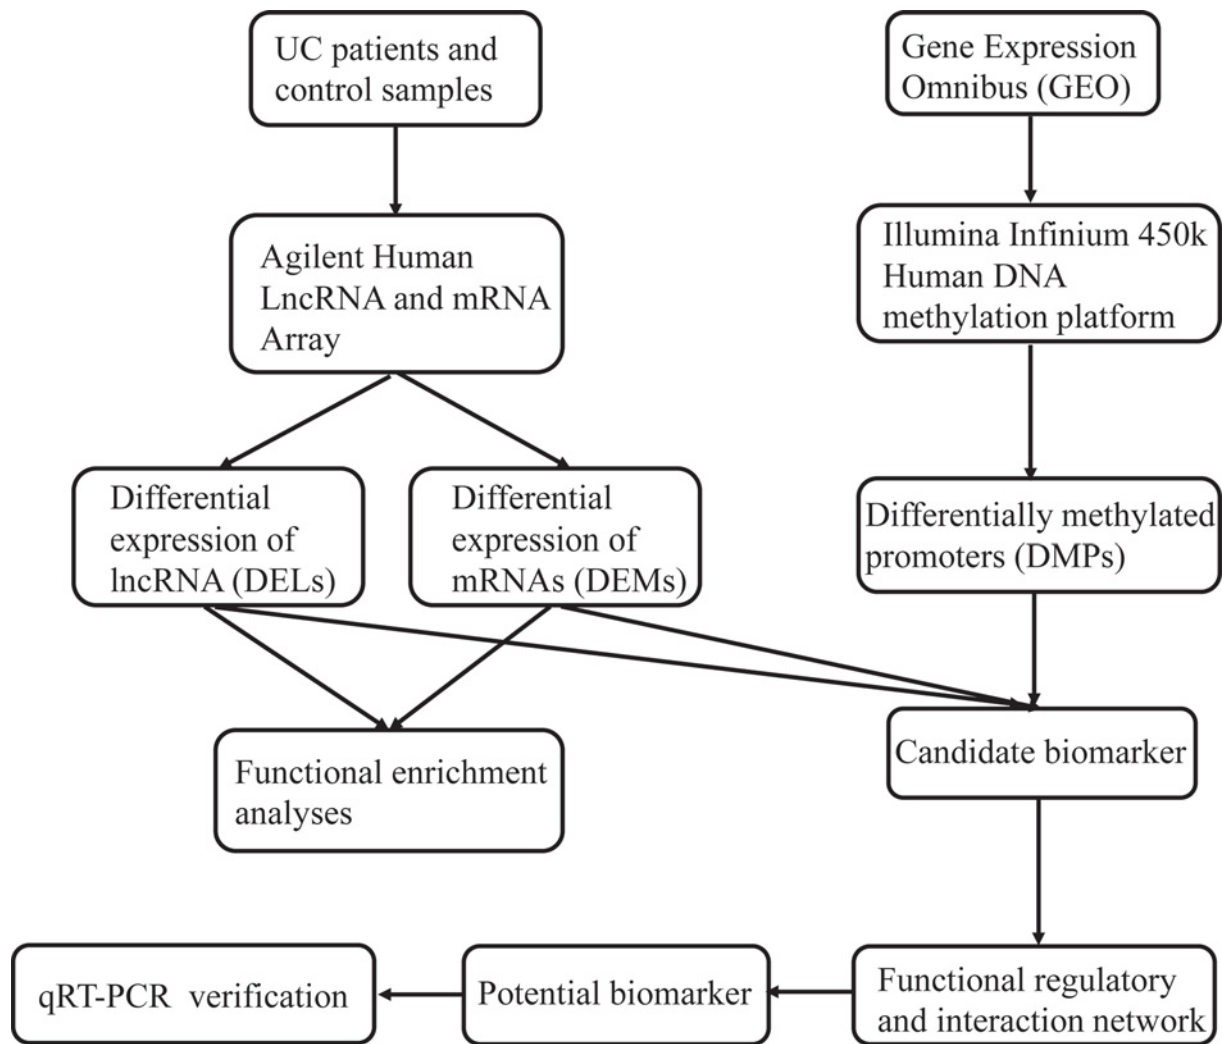 UC patients and
control samples
Gene Expression
Omnibus (GEO)
Agilent Human
LncRNA and mRNA
Array
Illumina Infinium 450k
Human DNA
methylation platform
Differential
expression of
lncRNA (DELs)
Differential
expression of
mRNAs (DEMs)
Differentially methylated
promoters (DMPs)
Functional enrichment
analyses
Candidate biomarker
qRT-PCR verification
Potential biomarker
Functional regulatory
and interaction network